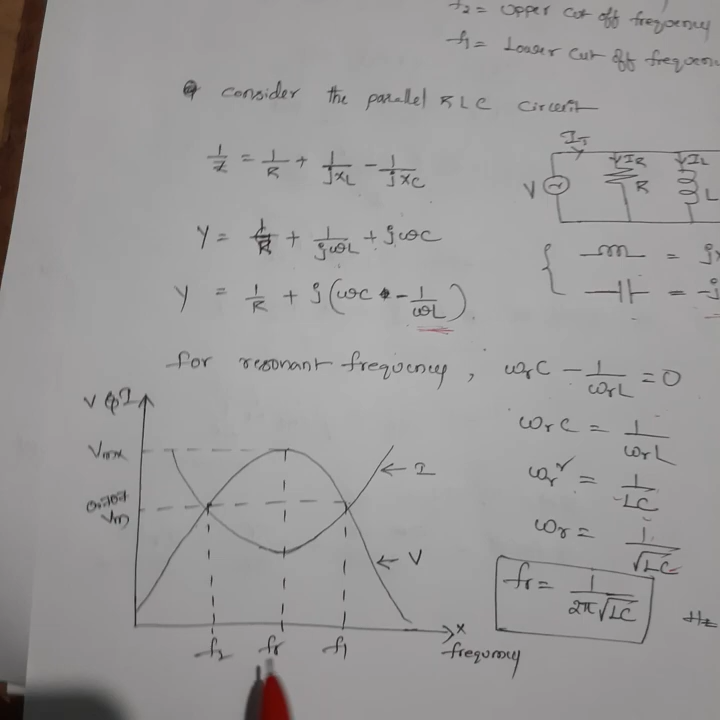 f2 = Upper cut off frequency
f1 = Lower cut off frequen
consider the parallel RLC circuit
1/Z = 1/R + 1/jXL - 1/jXC
IT
IR
IL
V
R
L
Y = 1/R + 1/jωL + jωC
= j
Y = 1/R + j(ωC - 1/ωL)
= -j
for resonant frequency, ωrC - 1/ωrL = 0
V & I
ωrC = 1/ωrL
Vmax
I
ωr² = 1/LC
Vm
ωr = 1/√LC
V
fr = 1/2π√LC Hz
f2 fr f1
x
frequency